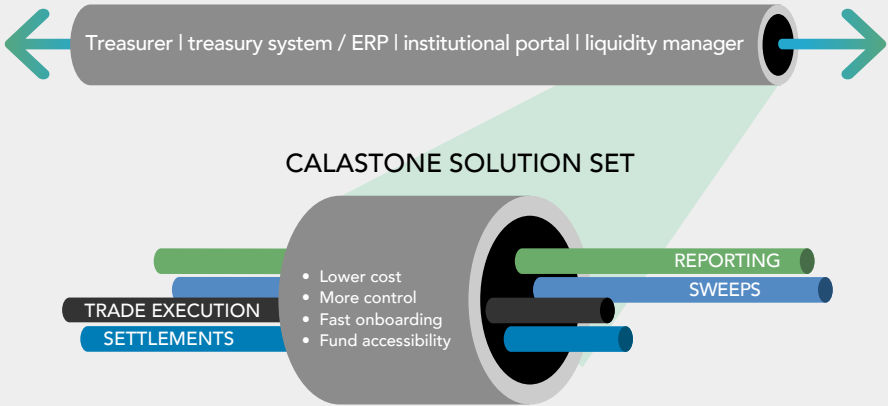 Treasurer | treasury system / ERP | institutional portal | liquidity manager
CALASTONE SOLUTION SET
REPORTING
SWEEPS
TRADE EXECUTION
SETTLEMENTS
• Lower cost
• More control
• Fast onboarding
• Fund accessibility